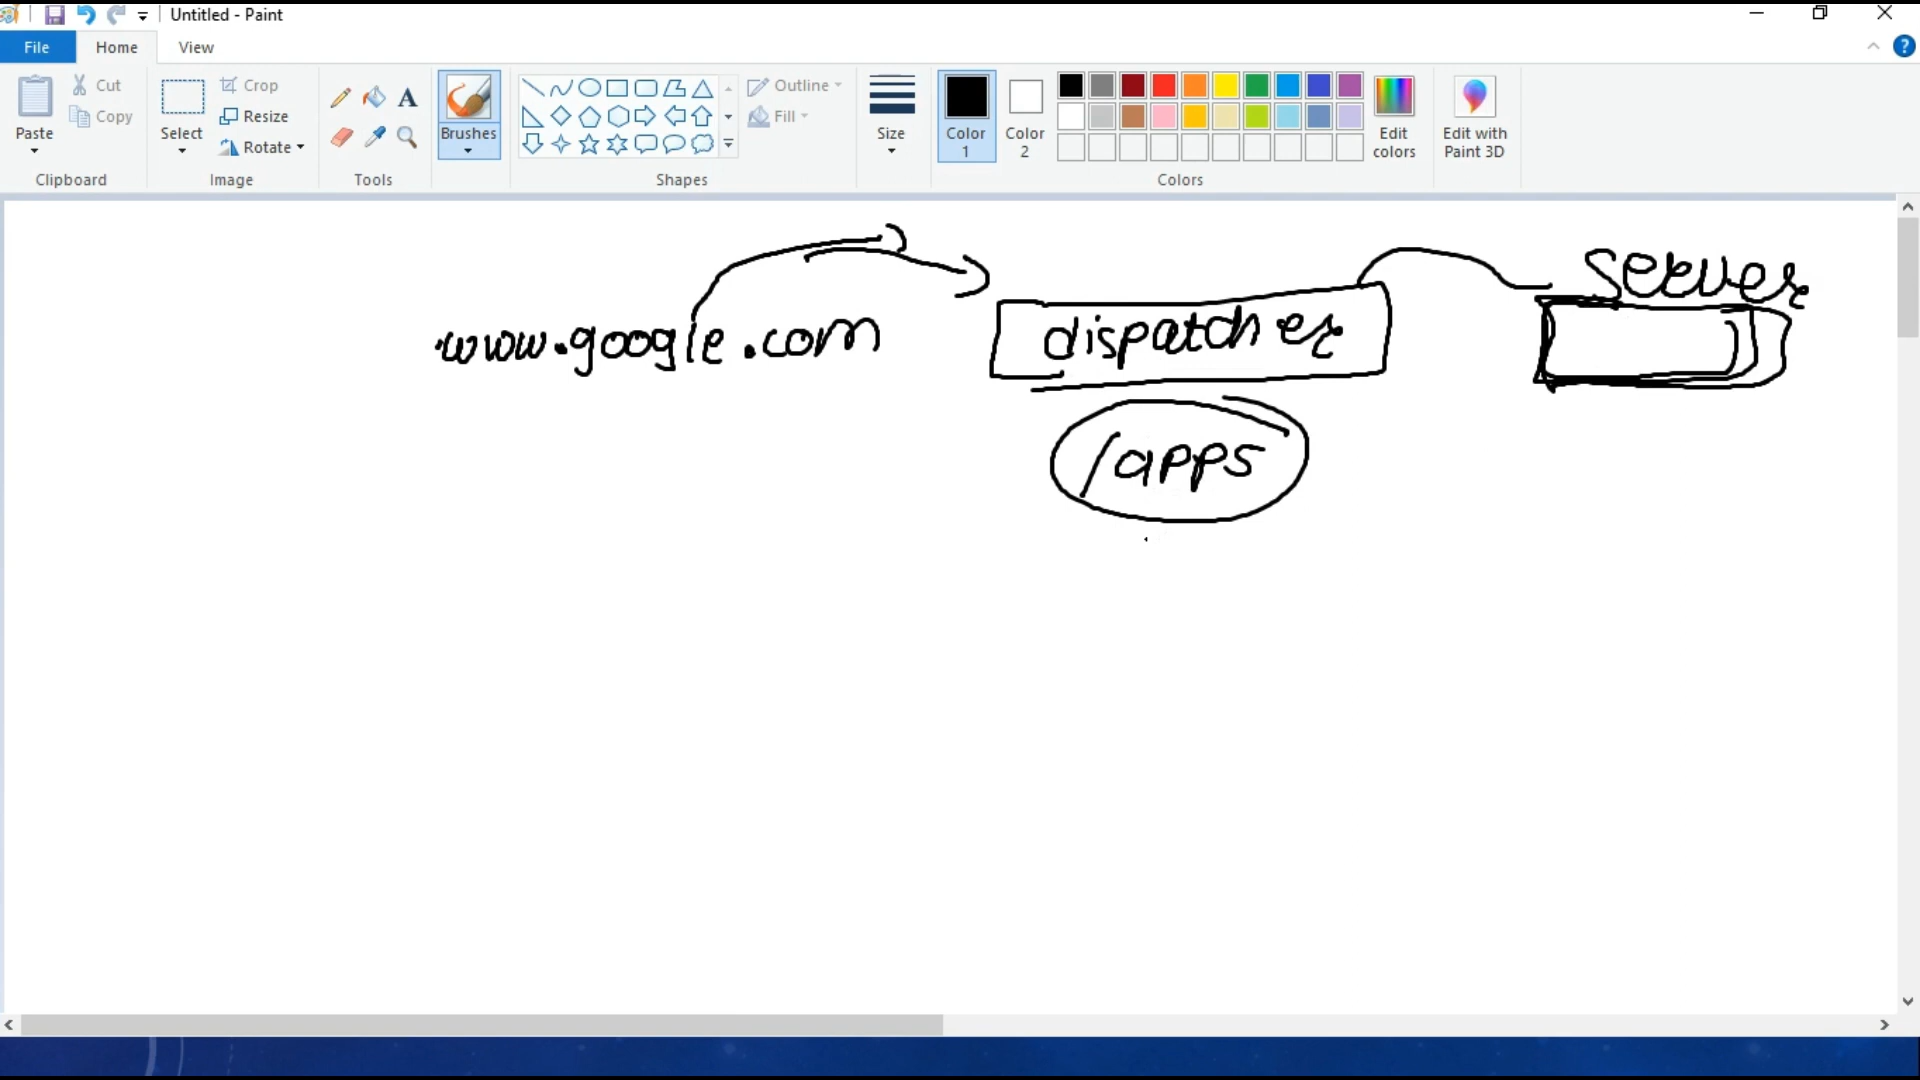 Untitled - Paint
File Home View
Paste
Cut
Copy
Clipboard
Select
Crop
Resize
Rotate
Image
A
Tools
Brushes
Shapes
Outline
Fill
Size
Color 1
Color 2
Edit colors
Edit with Paint 3D
Colors
?
server
www.google.com
dispatcher
/apps